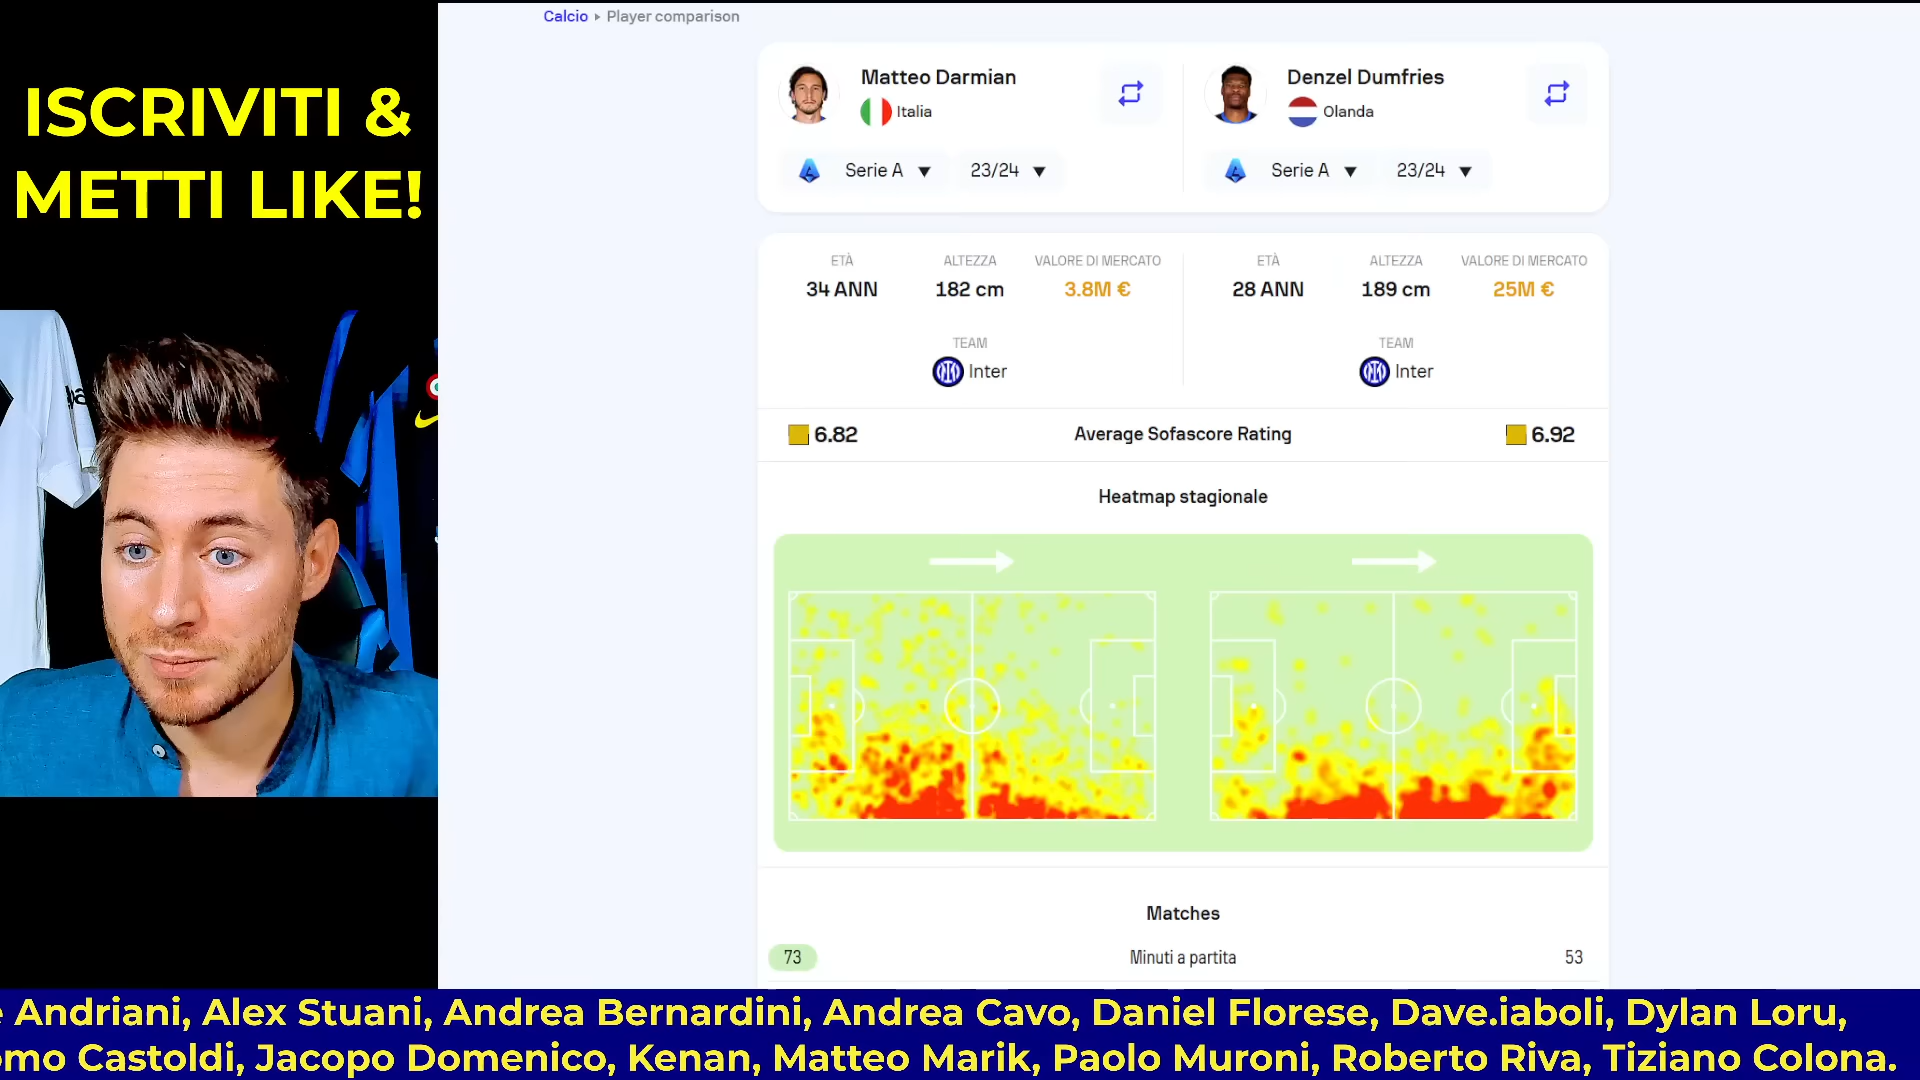 Calcio ▸ Player comparison
ISCRIVITI &
METTI LIKE!
Matteo Darmian
Italia
Serie A ▼ 23/24 ▼
Denzel Dumfries
Olanda
Serie A ▼ 23/24 ▼
ETÀ ALTEZZA VALORE DI MERCATO
34 ANN 182 cm 3.8M €
TEAM
Inter
ETÀ ALTEZZA VALORE DI MERCATO
28 ANN 189 cm 25M €
TEAM
Inter
6.82 Average Sofascore Rating 6.92
Heatmap stagionale
Matches
73 Minuti a partita 53
Andriani, Alex Stuani, Andrea Bernardini, Andrea Cavo, Daniel Florese, Dave.iaboli, Dylan Loru,
Castoldi, Jacopo Domenico, Kenan, Matteo Marik, Paolo Muroni, Roberto Riva, Tiziano Colona.